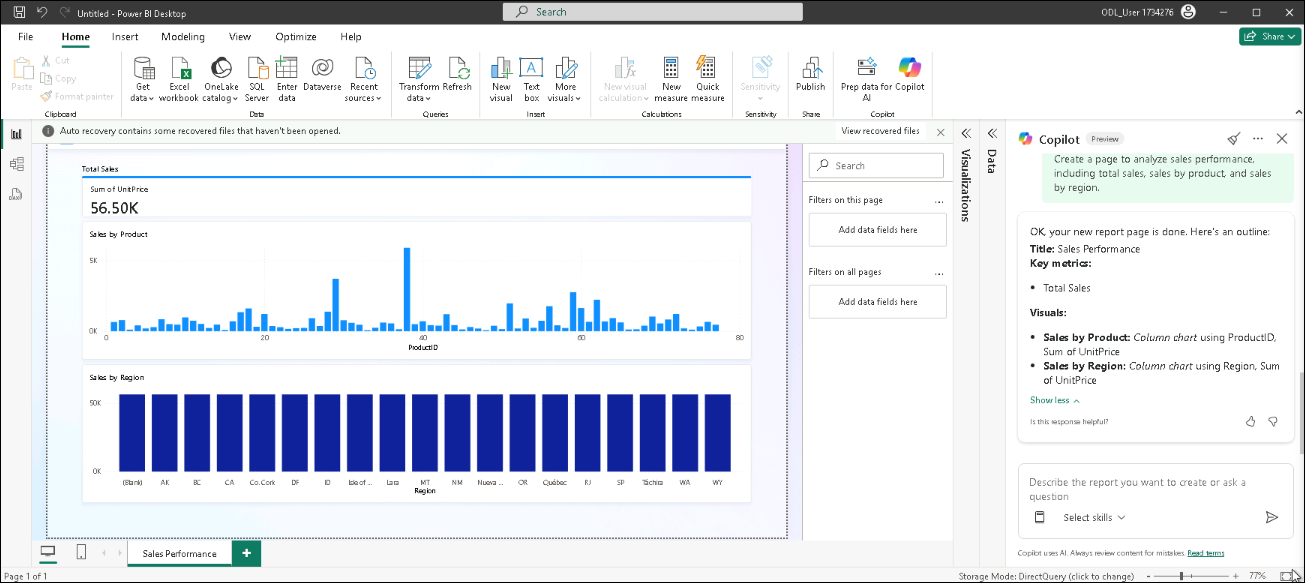 Untitled - Power BI Desktop
Search
ODL_User 1734276
File Home Insert Modeling View Optimize Help
Share
Paste
Cut
Copy
Format painter
Get data
Excel workbook
OneLake catalog
SQL Server
Enter data
Dataverse
Recent sources
Transform data
Refresh
New visual
Text box
More visuals
New visual calculation
New measure
Quick measure
Sensitivity
Publish
Prep data for AI
Copilot
Clipboard
Data
Queries
Insert
Calculations
Sensitivity
Share
Copilot
Auto recovery contains some recovered files that haven't been opened.
View recovered files
Total Sales
Sum of UnitPrice
56.50K
Sales by Product
5K
0K
0 20 40 60 80
ProductID
Sales by Region
50K
0K
(Blank) AK BC CA Co. Cork DF ID Isle of ... Lara MT NM Nueva ... OR Québec RJ SP Táchira WA WY
Region
Search
Filters on this page
...
Add data fields here
Filters on all pages
...
Add data fields here
Visualizations
Data
Copilot
Preview
Create a page to analyze sales performance,
including total sales, sales by product, and sales
by region.
OK, your new report page is done. Here's an outline:
Title: Sales Performance
Key metrics:
• Total Sales
Visuals:
• Sales by Product: Column chart using ProductID,
Sum of UnitPrice
• Sales by Region: Column chart using Region, Sum
of UnitPrice
Show less
Is this response helpful?
Describe the report you want to create or ask a
question
Select skills
Copilot uses AI. Always review content for mistakes. Read terms
Sales Performance
+
Page 1 of 1
Storage Mode: DirectQuery (click to change)
- + 77%